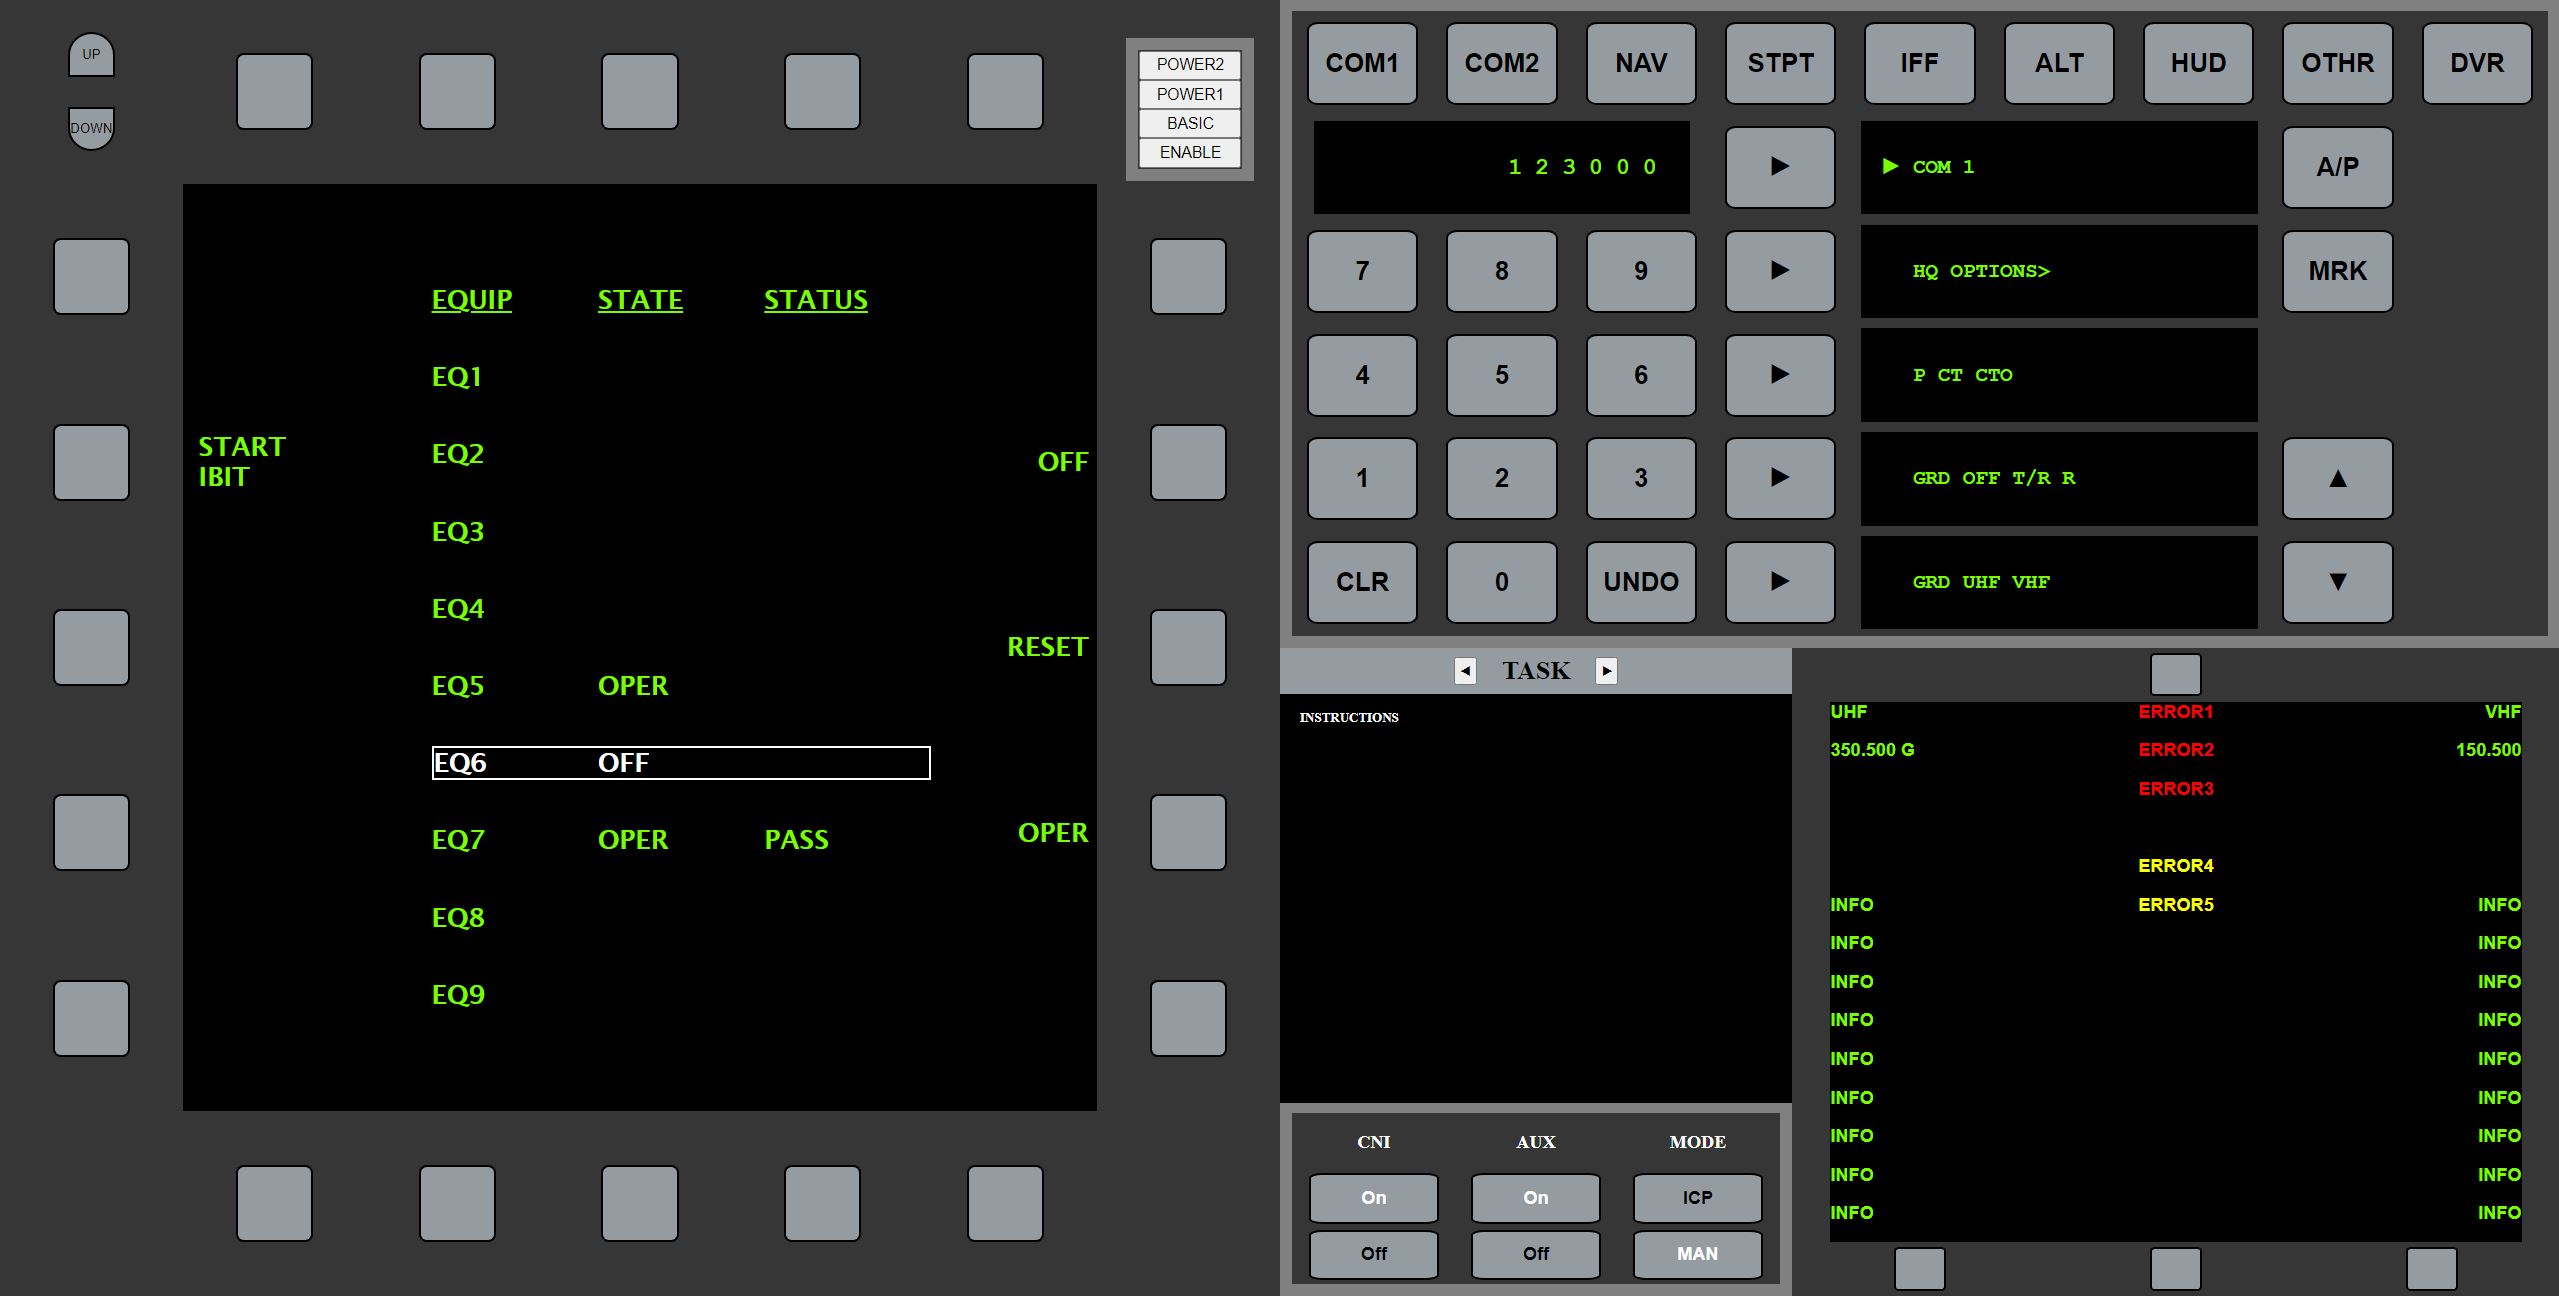 UP
DOWN
POWER2
POWER1
BASIC
ENABLE
EQUIP STATE STATUS
EQ1
START
IBIT
EQ2
OFF
EQ3
EQ4
RESET
EQ5 OPER
EQ6 OFF
EQ7 OPER PASS
OPER
EQ8
EQ9
COM1 COM2 NAV STPT IFF ALT HUD OTHR DVR
1 2 3 0 0 0 ► ► COM 1 A/P
7 8 9 ► HQ OPTIONS> MRK
4 5 6 ► P CT CTO
1 2 3 ► GRD OFF T/R R ▲
CLR 0 UNDO ► GRD UHF VHF ▼
◄ TASK ►
INSTRUCTIONS
CNI AUX MODE
On On ICP
Off Off MAN
UHF ERROR1 VHF
350.500 G ERROR2 150.500
ERROR3
ERROR4
INFO ERROR5 INFO
INFO INFO
INFO INFO
INFO INFO
INFO INFO
INFO INFO
INFO INFO
INFO INFO
INFO INFO